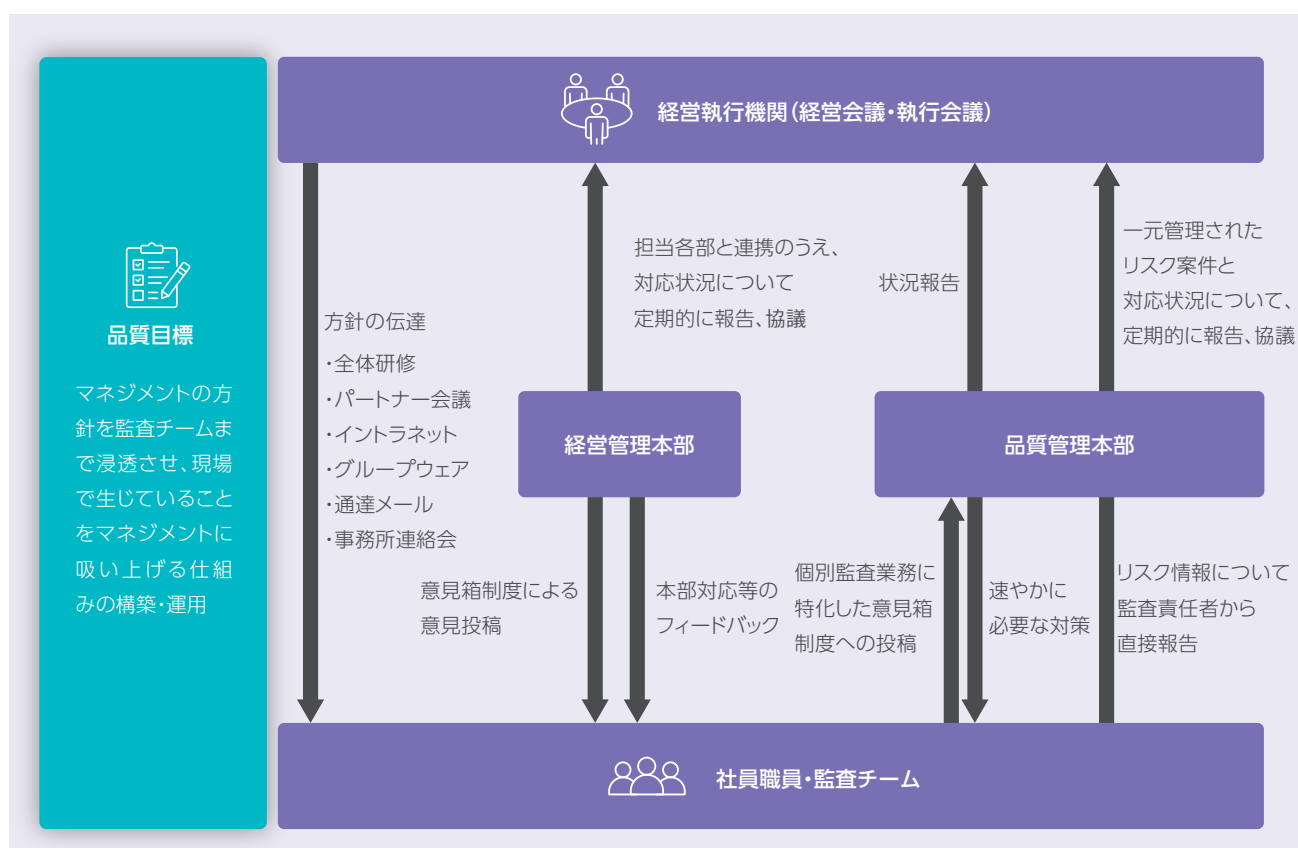 経営執行機関(経営会議・執行会議)
品質目標
マネジメントの方
針を監査チームま
で浸透させ、現場
で生じていること
をマネジメントに
吸い上げる仕組
みの構築・運用
方針の伝達
・全体研修
・パートナー会議
・イントラネット
・グループウェア
・通達メール
・事務所連絡会
担当各部と連携のうえ、
対応状況について
定期的に報告、協議
状況報告
一元管理された
リスク案件と
対応状況について、
定期的に報告、協議
経営管理本部
品質管理本部
意見箱制度による
意見投稿
本部対応等の
フィードバック
個別監査業務に
特化した意見箱
制度への投稿
速やかに
必要な対策
リスク情報について
監査責任者から
直接報告
社員職員・監査チーム